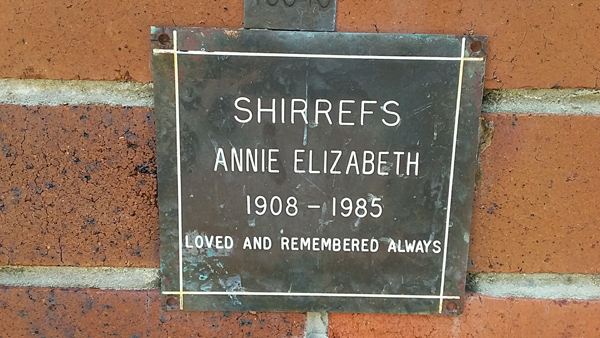 SHIRREFS
ANNIE ELIZABETH
1908 - 1985
LOVED AND REMEMBERED ALWAYS